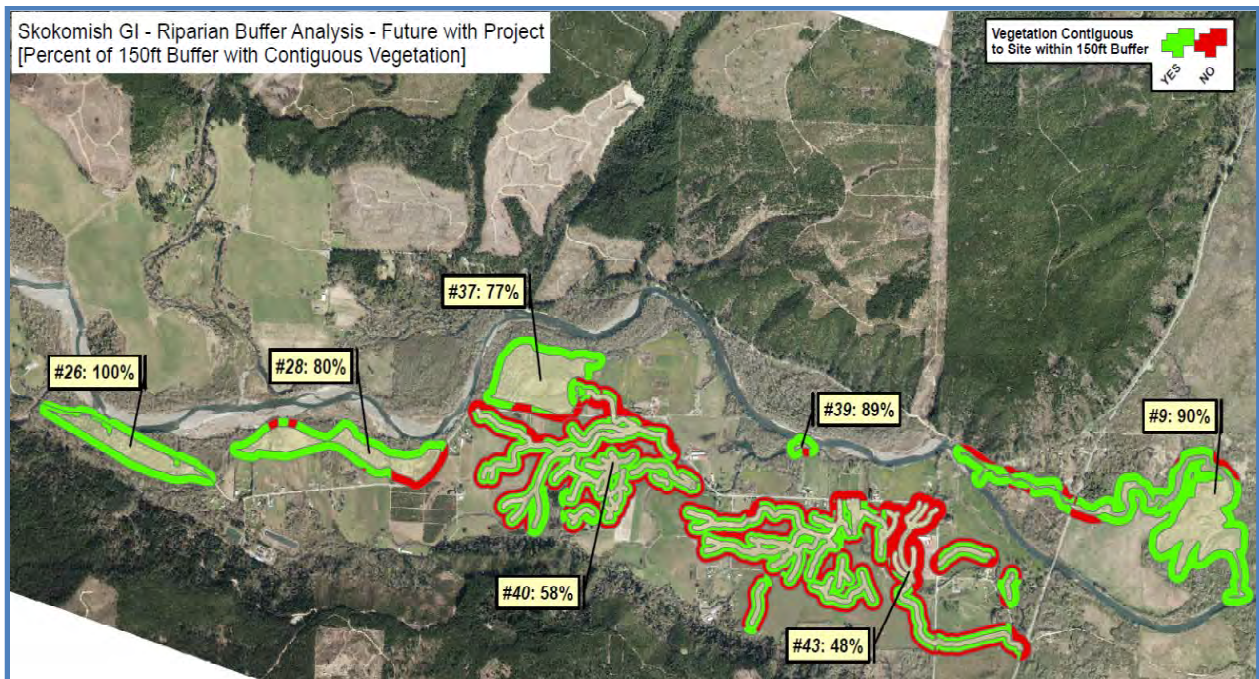 Skokomish GI - Riparian Buffer Analysis - Future with Project
[Percent of 150ft Buffer with Contiguous Vegetation]
Vegetation Contiguous
to Site within 150ft Buffer
YES
NO
#37: 77%
#26: 100%
#28: 80%
#39: 89%
#9: 90%
#40: 58%
#43: 48%